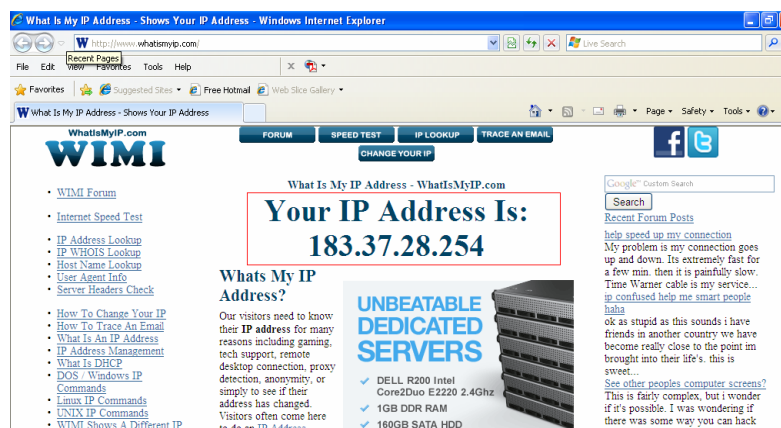 What Is My IP Address - Shows Your IP Address - Windows Internet Explorer
http://www.whatismyip.com/
Live Search
Recent Pages
File Edit View Favorites Tools Help
Favorites Suggested Sites Free Hotmail Web Slice Gallery
What Is My IP Address - Shows Your IP Address
Page Safety Tools
WhatIsMyIP.com
WIMI
FORUM SPEED TEST IP LOOKUP TRACE AN EMAIL
CHANGE YOUR IP
WIMI Forum
Internet Speed Test
IP Address Lookup
IP WHOIS Lookup
Host Name Lookup
User Agent Info
Server Headers Check
How To Change Your IP
How To Trace An Email
What Is An IP Address
IP Address Management
What Is DHCP
DOS / Windows IP
Commands
Linux IP Commands
UNIX IP Commands
WIMI Shows A Different IP
What Is My IP Address - WhatIsMyIP.com
Your IP Address Is:
183.37.28.254
Whats My IP
Address?
Our visitors need to know
their IP address for many
reasons including gaming,
tech support, remote
desktop connection, proxy
detection, anonymity, or
simply to see if their
address has changed.
Visitors often come here
to do an IP Address
UNBEATABLE
DEDICATED
SERVERS
DELL R200 Intel
Core2Duo E2220 2.4Ghz
1GB DDR RAM
160GB SATA HDD
Google™ Custom Search
Search
Recent Forum Posts
help speed up my connection
My problem is my connection goes
up and down. Its extremely fast for
a few min. then it is painfully slow.
Time Warner cable is my service...
ip confused help me smart people
haha
ok as stupid as this sounds i have
friends in another country we have
become really close to the point im
brought into their life's. this is
sweet...
See other peoples computer screens?
This is fairly complex, but i wonder
if it's possible. I was wondering if
there was some way you can hack